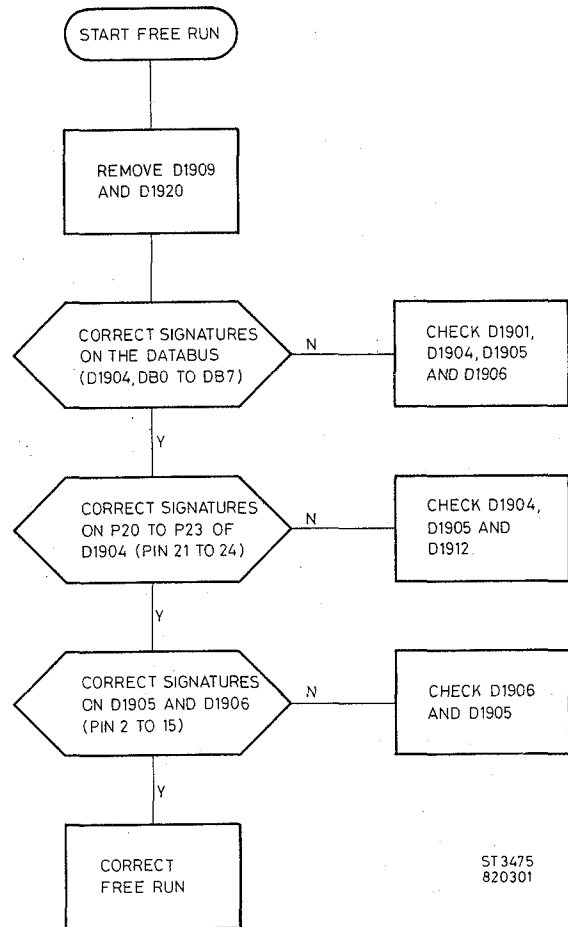 START FREE RUN
REMOVE D1909
AND D1920
CORRECT SIGNATURES
ON THE DATABUS
(D1904, DB0 TO DB7)
N
CHECK D1901,
D1904, D1905
AND D1906
Y
CORRECT SIGNATURES
ON P20 TO P23 OF
D1904 (PIN 21 TO 24)
N
CHECK D1904,
D1905 AND
D1912.
Y
CORRECT SIGNATURES
ON D1905 AND D1906
(PIN 2 TO 15)
N
CHECK D1906
AND D1905
Y
CORRECT
FREE RUN
ST3475
820301